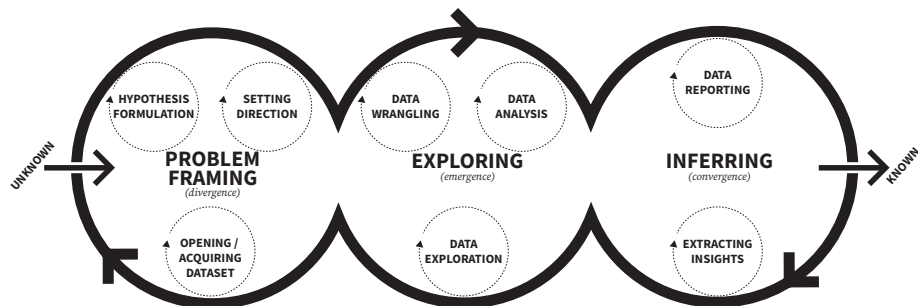 UNKNOWN
HYPOTHESIS
FORMULATION
SETTING
DIRECTION
PROBLEM
FRAMING
(divergence)
OPENING /
ACQUIRING
DATASET
DATA
WRANGLING
DATA
ANALYSIS
EXPLORING
(emergence)
DATA
EXPLORATION
DATA
REPORTING
INFERRING
(convergence)
EXTRACTING
INSIGHTS
KNOWN